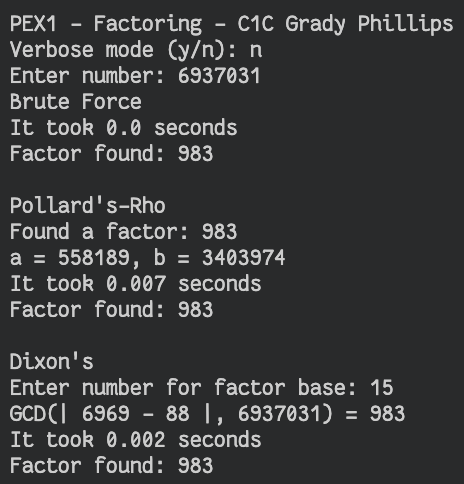 PEX1 - Factoring - C1C Grady Phillips
Verbose mode (y/n): n
Enter number: 6937031
Brute Force
It took 0.0 seconds
Factor found: 983
Pollard's-Rho
Found a factor: 983
a = 558189, b = 3403974
It took 0.007 seconds
Factor found: 983
Dixon's
Enter number for factor base: 15
GCD(| 6969 - 88 |, 6937031) = 983
It took 0.002 seconds
Factor found: 983